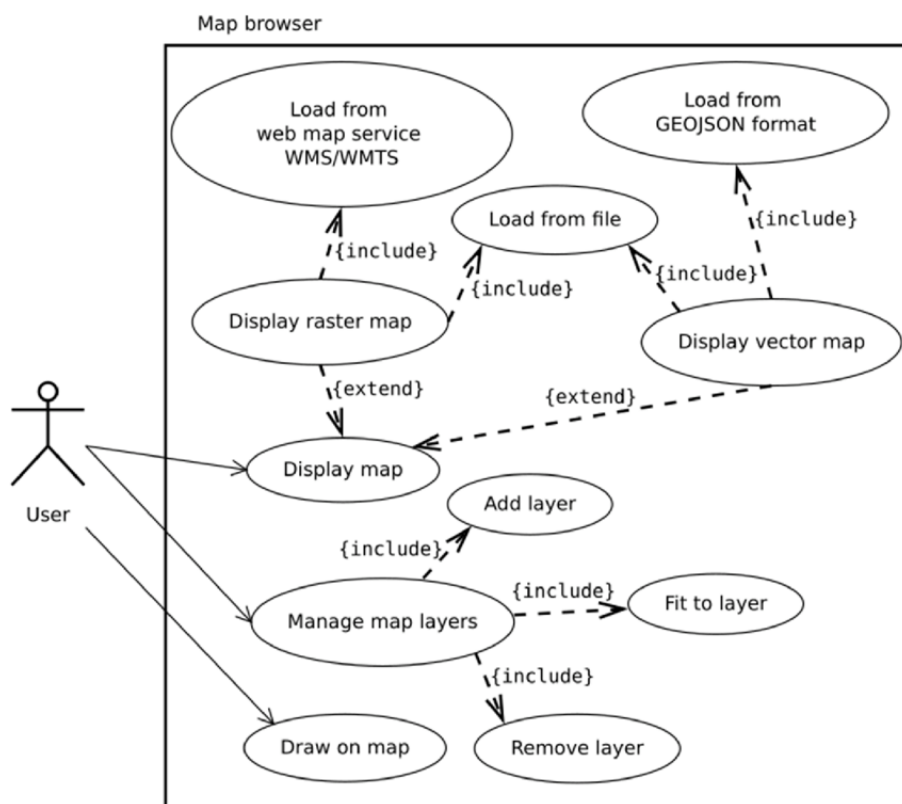 Map browser
Load from
web map service
WMS/WMTS
Load from
GEOJSON format
Load from file
{include}
{include}
{include}
{include}
Display raster map
Display vector map
{extend}
{extend}
Display map
User
Add layer
{include}
{include}
Fit to layer
Manage map layers
{include}
Draw on map
Remove layer